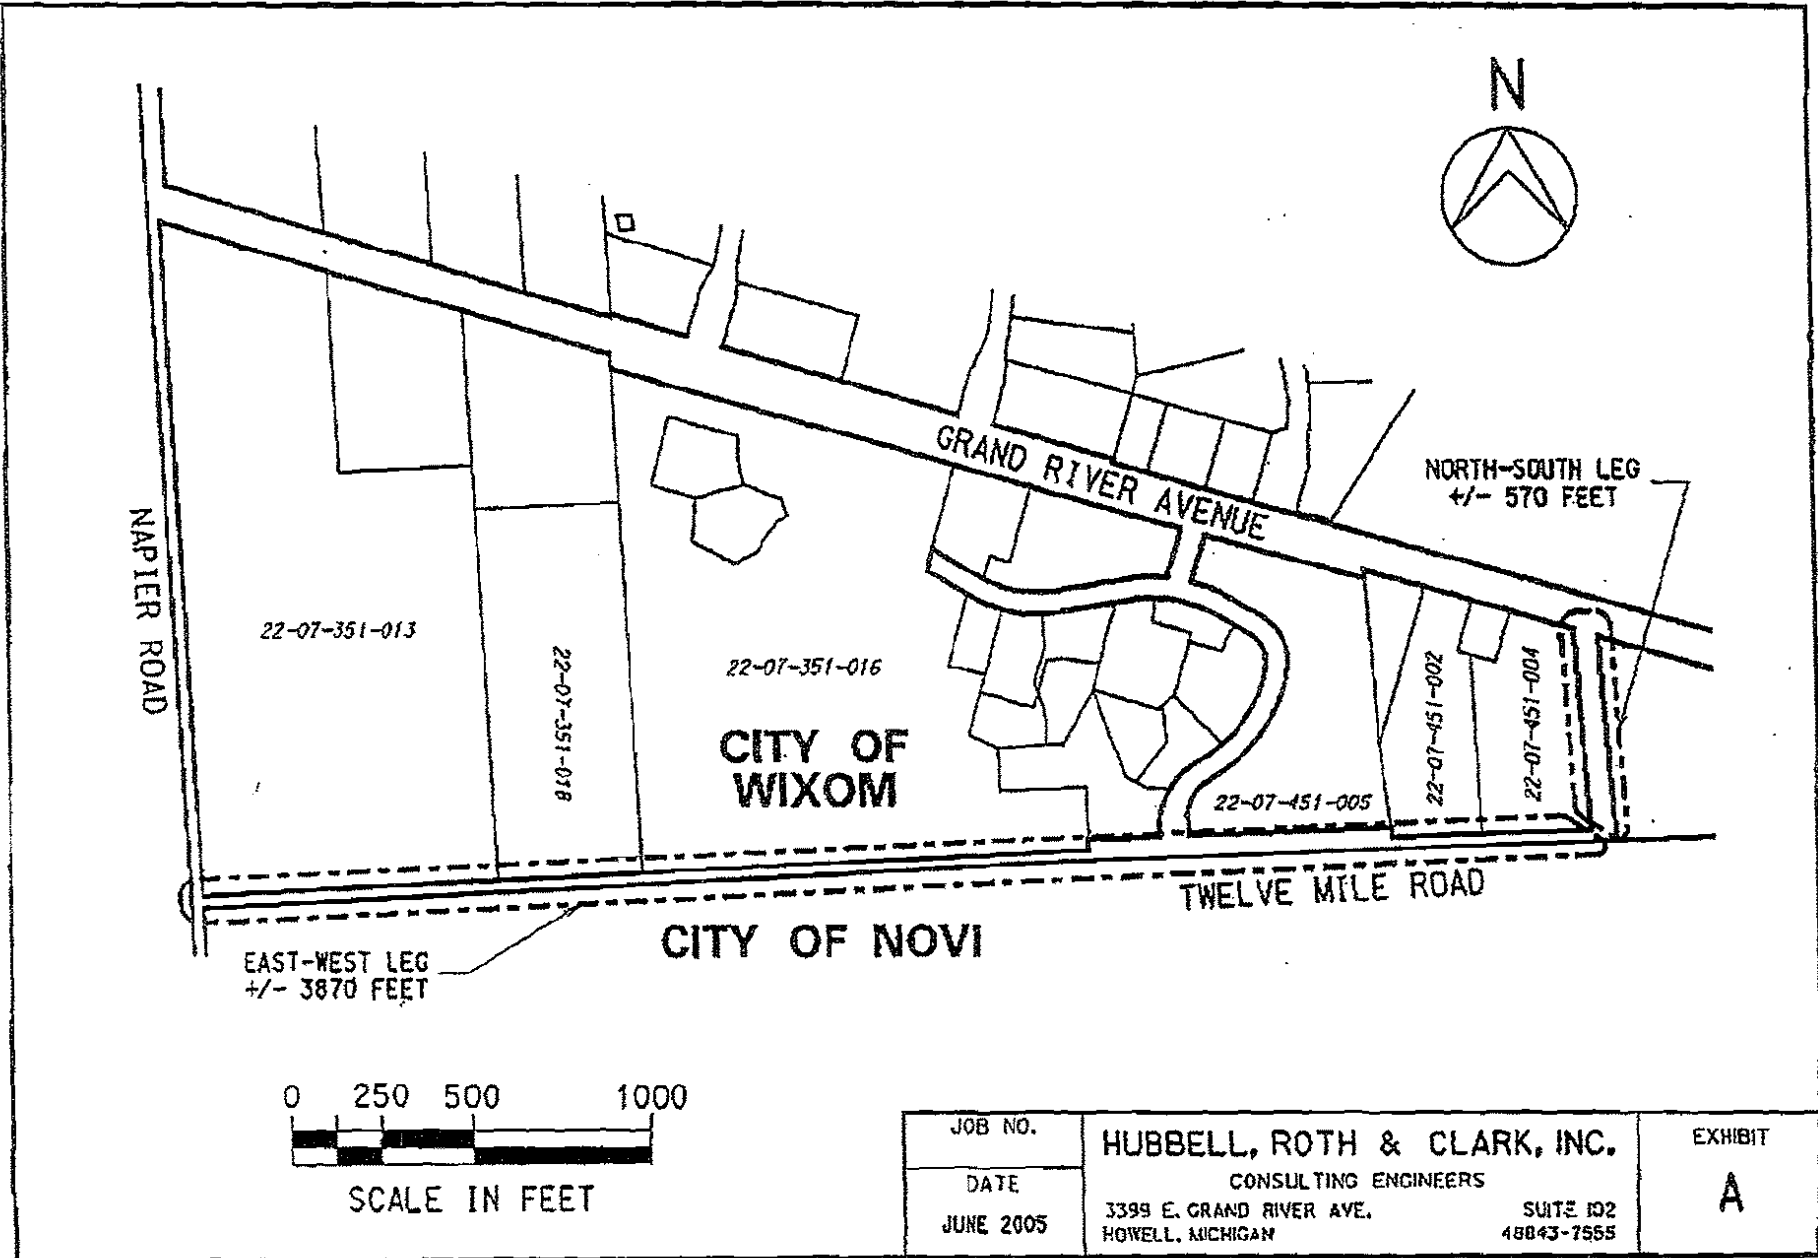 N
GRAND RIVER AVENUE
NORTH-SOUTH LEG
+/- 570 FEET
NAPIER ROAD
22-07-351-013
22-07-351-018
22-07-351-016
22-07-451-002
22-07-451-004
CITY OF
WIXOM
22-07-451-005
TWELVE MILE ROAD
CITY OF NOVI
EAST-WEST LEG
+/- 3870 FEET
0 250 500 1000
SCALE IN FEET
JOB NO.
DATE
JUNE 2005
HUBBELL, ROTH & CLARK, INC.
CONSULTING ENGINEERS
3399 E. GRAND RIVER AVE. SUITE 102
HOWELL, MICHIGAN 48843-7555
EXHIBIT
A